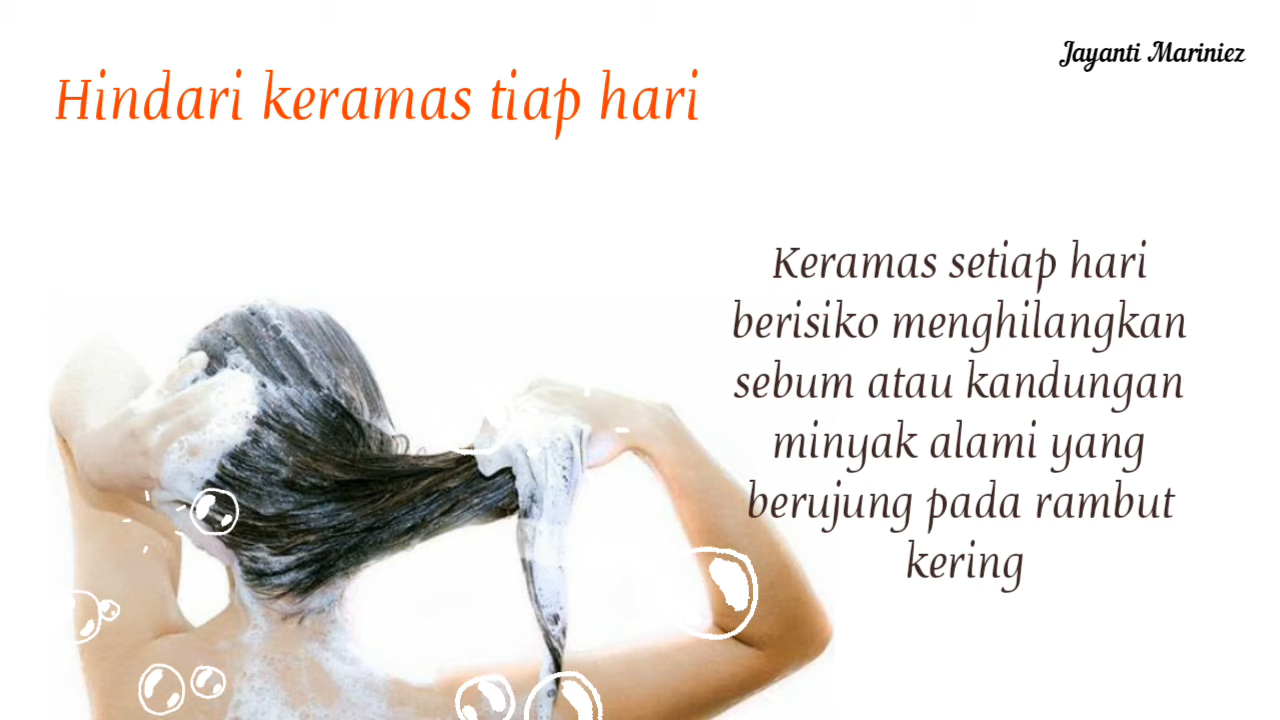 Jayanti Mariniez
Hindari keramas tiap hari
Keramas setiap hari
berisiko menghilangkan
sebum atau kandungan
minyak alami yang
berujung pada rambut
kering